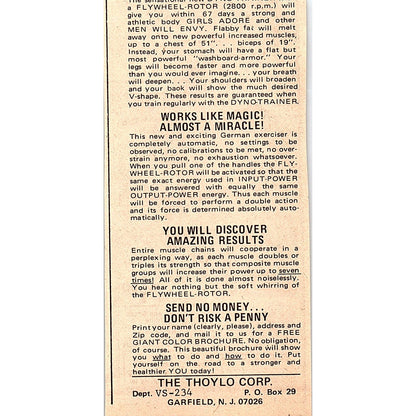 a FLYWHEEL-ROTOR (2800 r.p.m.) will
give you within 67 days a strong and
athletic body GIRLS ADORE and other
MEN WILL ENVY. Flabby fat will melt
away onto new powerful increased muscles,
up to a chest of 51" . . . biceps of 19".
Instead, your stomach will have a flat but
most powerful "washboard-armor." Your
legs will become faster and more powerful
than you would ever imagine. . . your breath
will deepen. . . Your shoulders will broaden
and your back will show the much desired
V-shape. These results are guaranteed when
you train regularly with the DYNO-TRAINER.
WORKS LIKE MAGIC!
ALMOST A MIRACLE!
This new and exciting German exerciser is
completely automatic, no settings to be
observed, no calibrations to be met, no over-
strain anymore, no exhaustion whatsoever.
When you pull one of the handles the FLY-
WHEEL-ROTOR will be activated so that the
same exact energy used in INPUT-POWER
will be answered with equally the same
OUTPUT-POWER energy. Thus each muscle
will be forced to perform a double action
and its force is determined absolutely auto-
matically.
YOU WILL DISCOVER
AMAZING RESULTS
Entire muscle chains will cooperate in a
perplexing way, as each muscle doubles or
triples its strength so that composite muscle
groups will increase their power up to seven
times! All of it is done almost noiselessly.
You hear nothing but the soft whirring of
the FLYWHEEL-ROTOR.
SEND NO MONEY. . .
DON'T RISK A PENNY
Print your name (clearly, please), address and
Zip code, and mail it to us for a FREE
GIANT COLOR BROCHURE. No obligation,
of course. This beautiful brochure will show
you what to do and how to do it. Put
yourself on the road to a stronger and
healthier YOU today!
THE THOYLO CORP.
Dept. VS-234 P. O. Box 29
GARFIELD, N. J. 07026